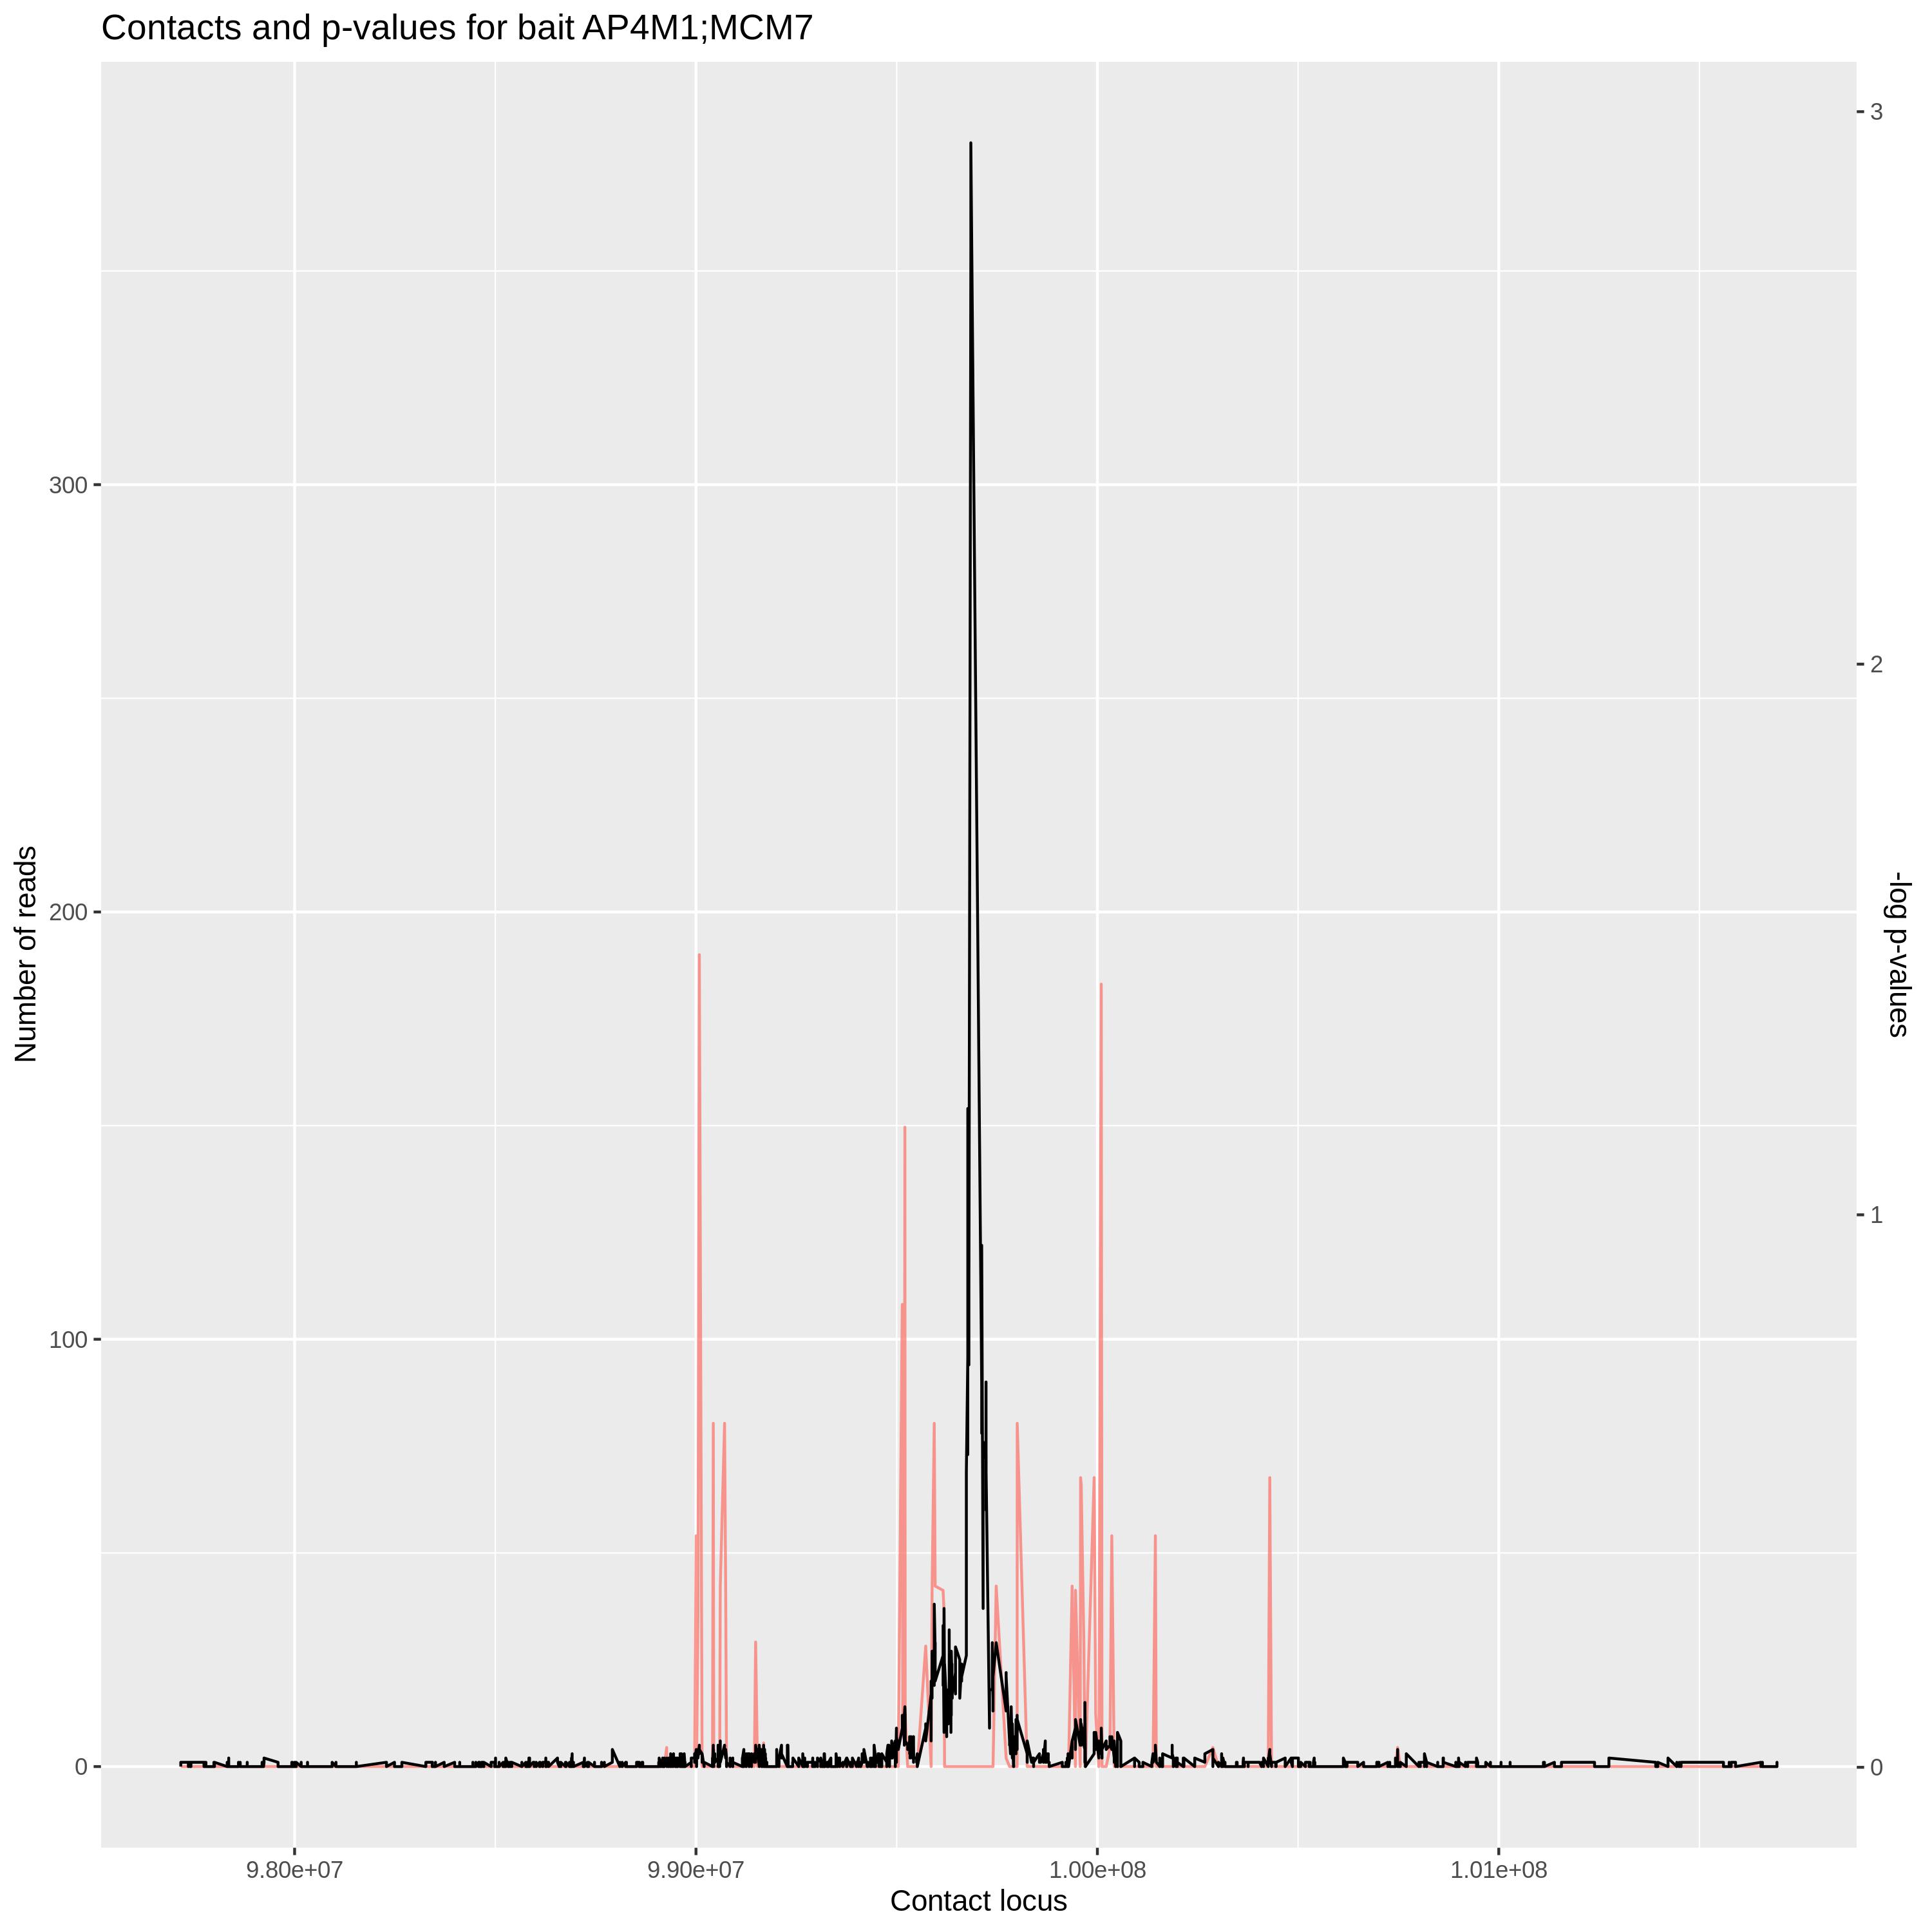 Contacts and p-values for bait AP4M1;MCM7
3
300
2
Number of reads
-log p-values
200
1
100
0
0
9.80e+07
9.90e+07
1.00e+08
1.01e+08
Contact locus